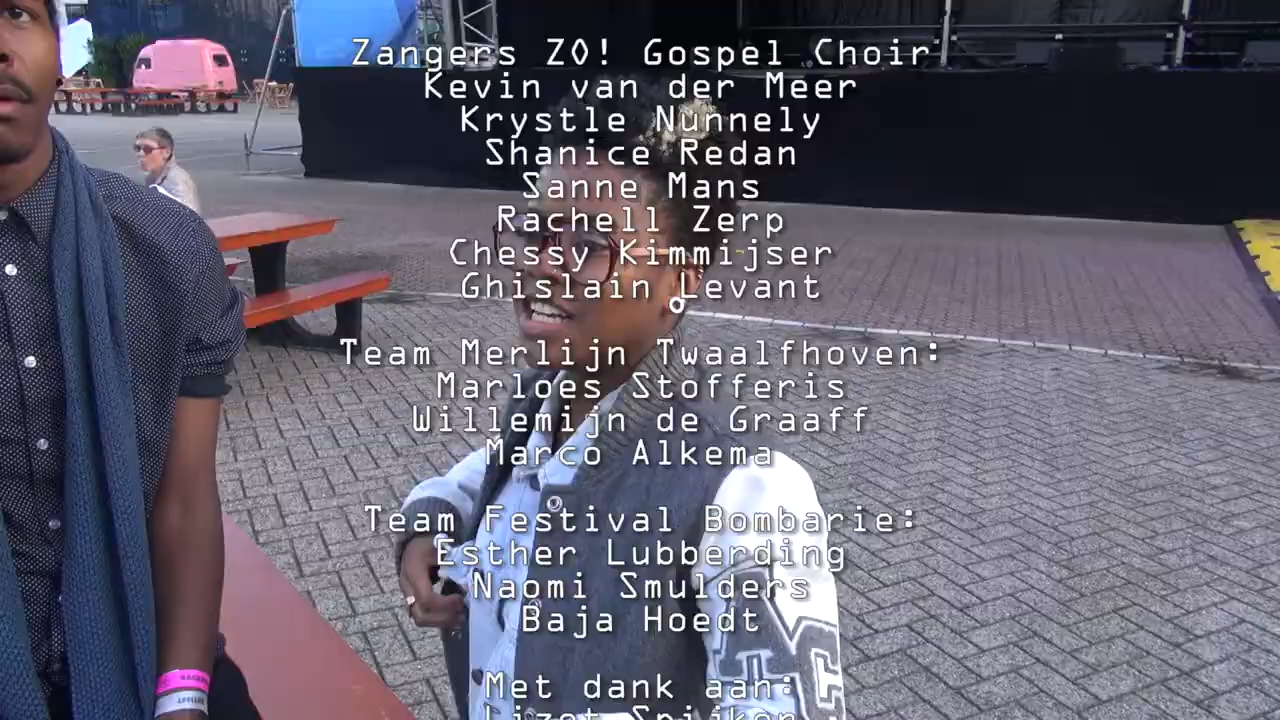 Zangers ZO! Gospel Choir
Kevin van der Meer
Krystle Nunnely
Shanice Redan
Sanne Mans
Rachell Zerp
Chessy Kimmijser
Ghislain Levant
Team Merlijn Twaalfhoven:
Marloes Stofferis
Willemijn de Graaff
Marco Alkema
Team Festival Bombarie:
Esther Lubberding
Naomi Smulders
Baja Hoedt
Met dank aan: